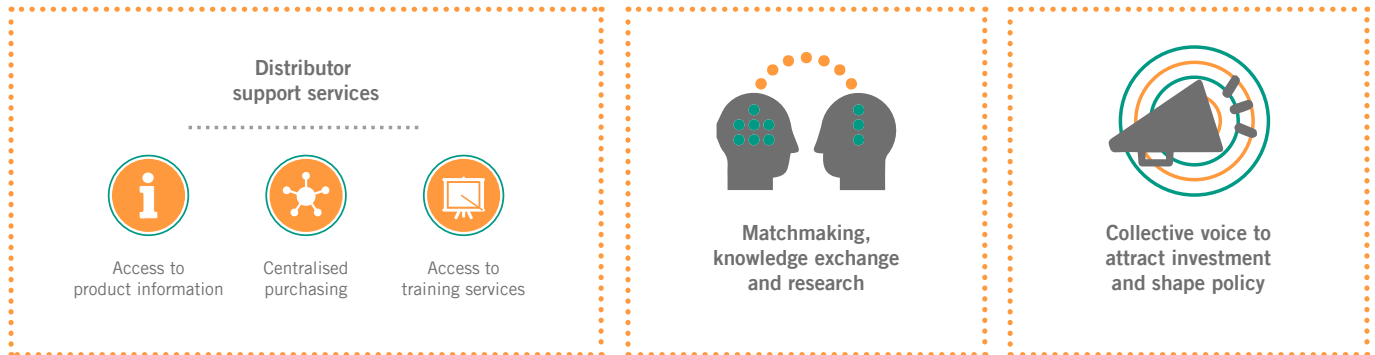 Distributor
support services
Access to
product information
Centralised
purchasing
Access to
training services
Matchmaking,
knowledge exchange
and research
Collective voice to
attract investment
and shape policy